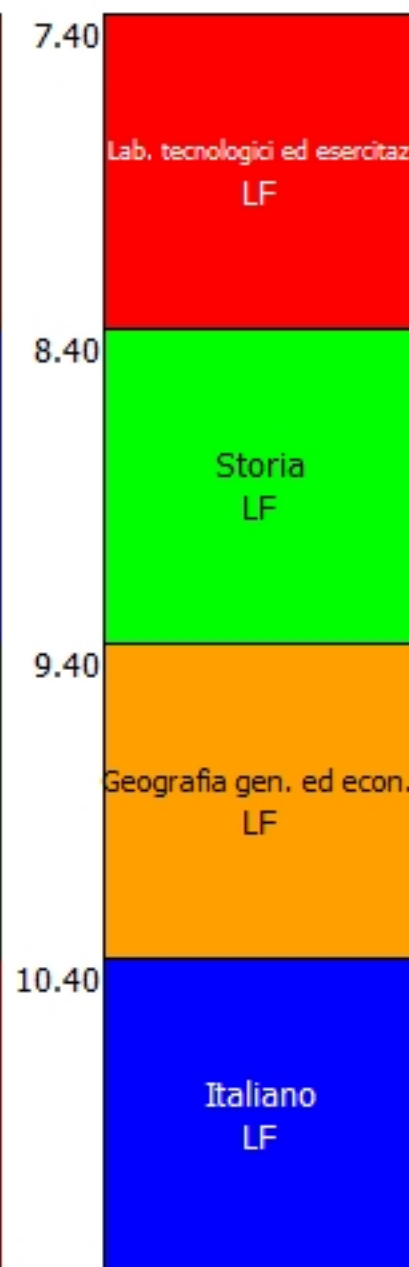 7.40
Lab. tecnologici ed esercitaz
LF
8.40
Storia
LF
9.40
Geografia gen. ed econ.
LF
10.40
Italiano
LF